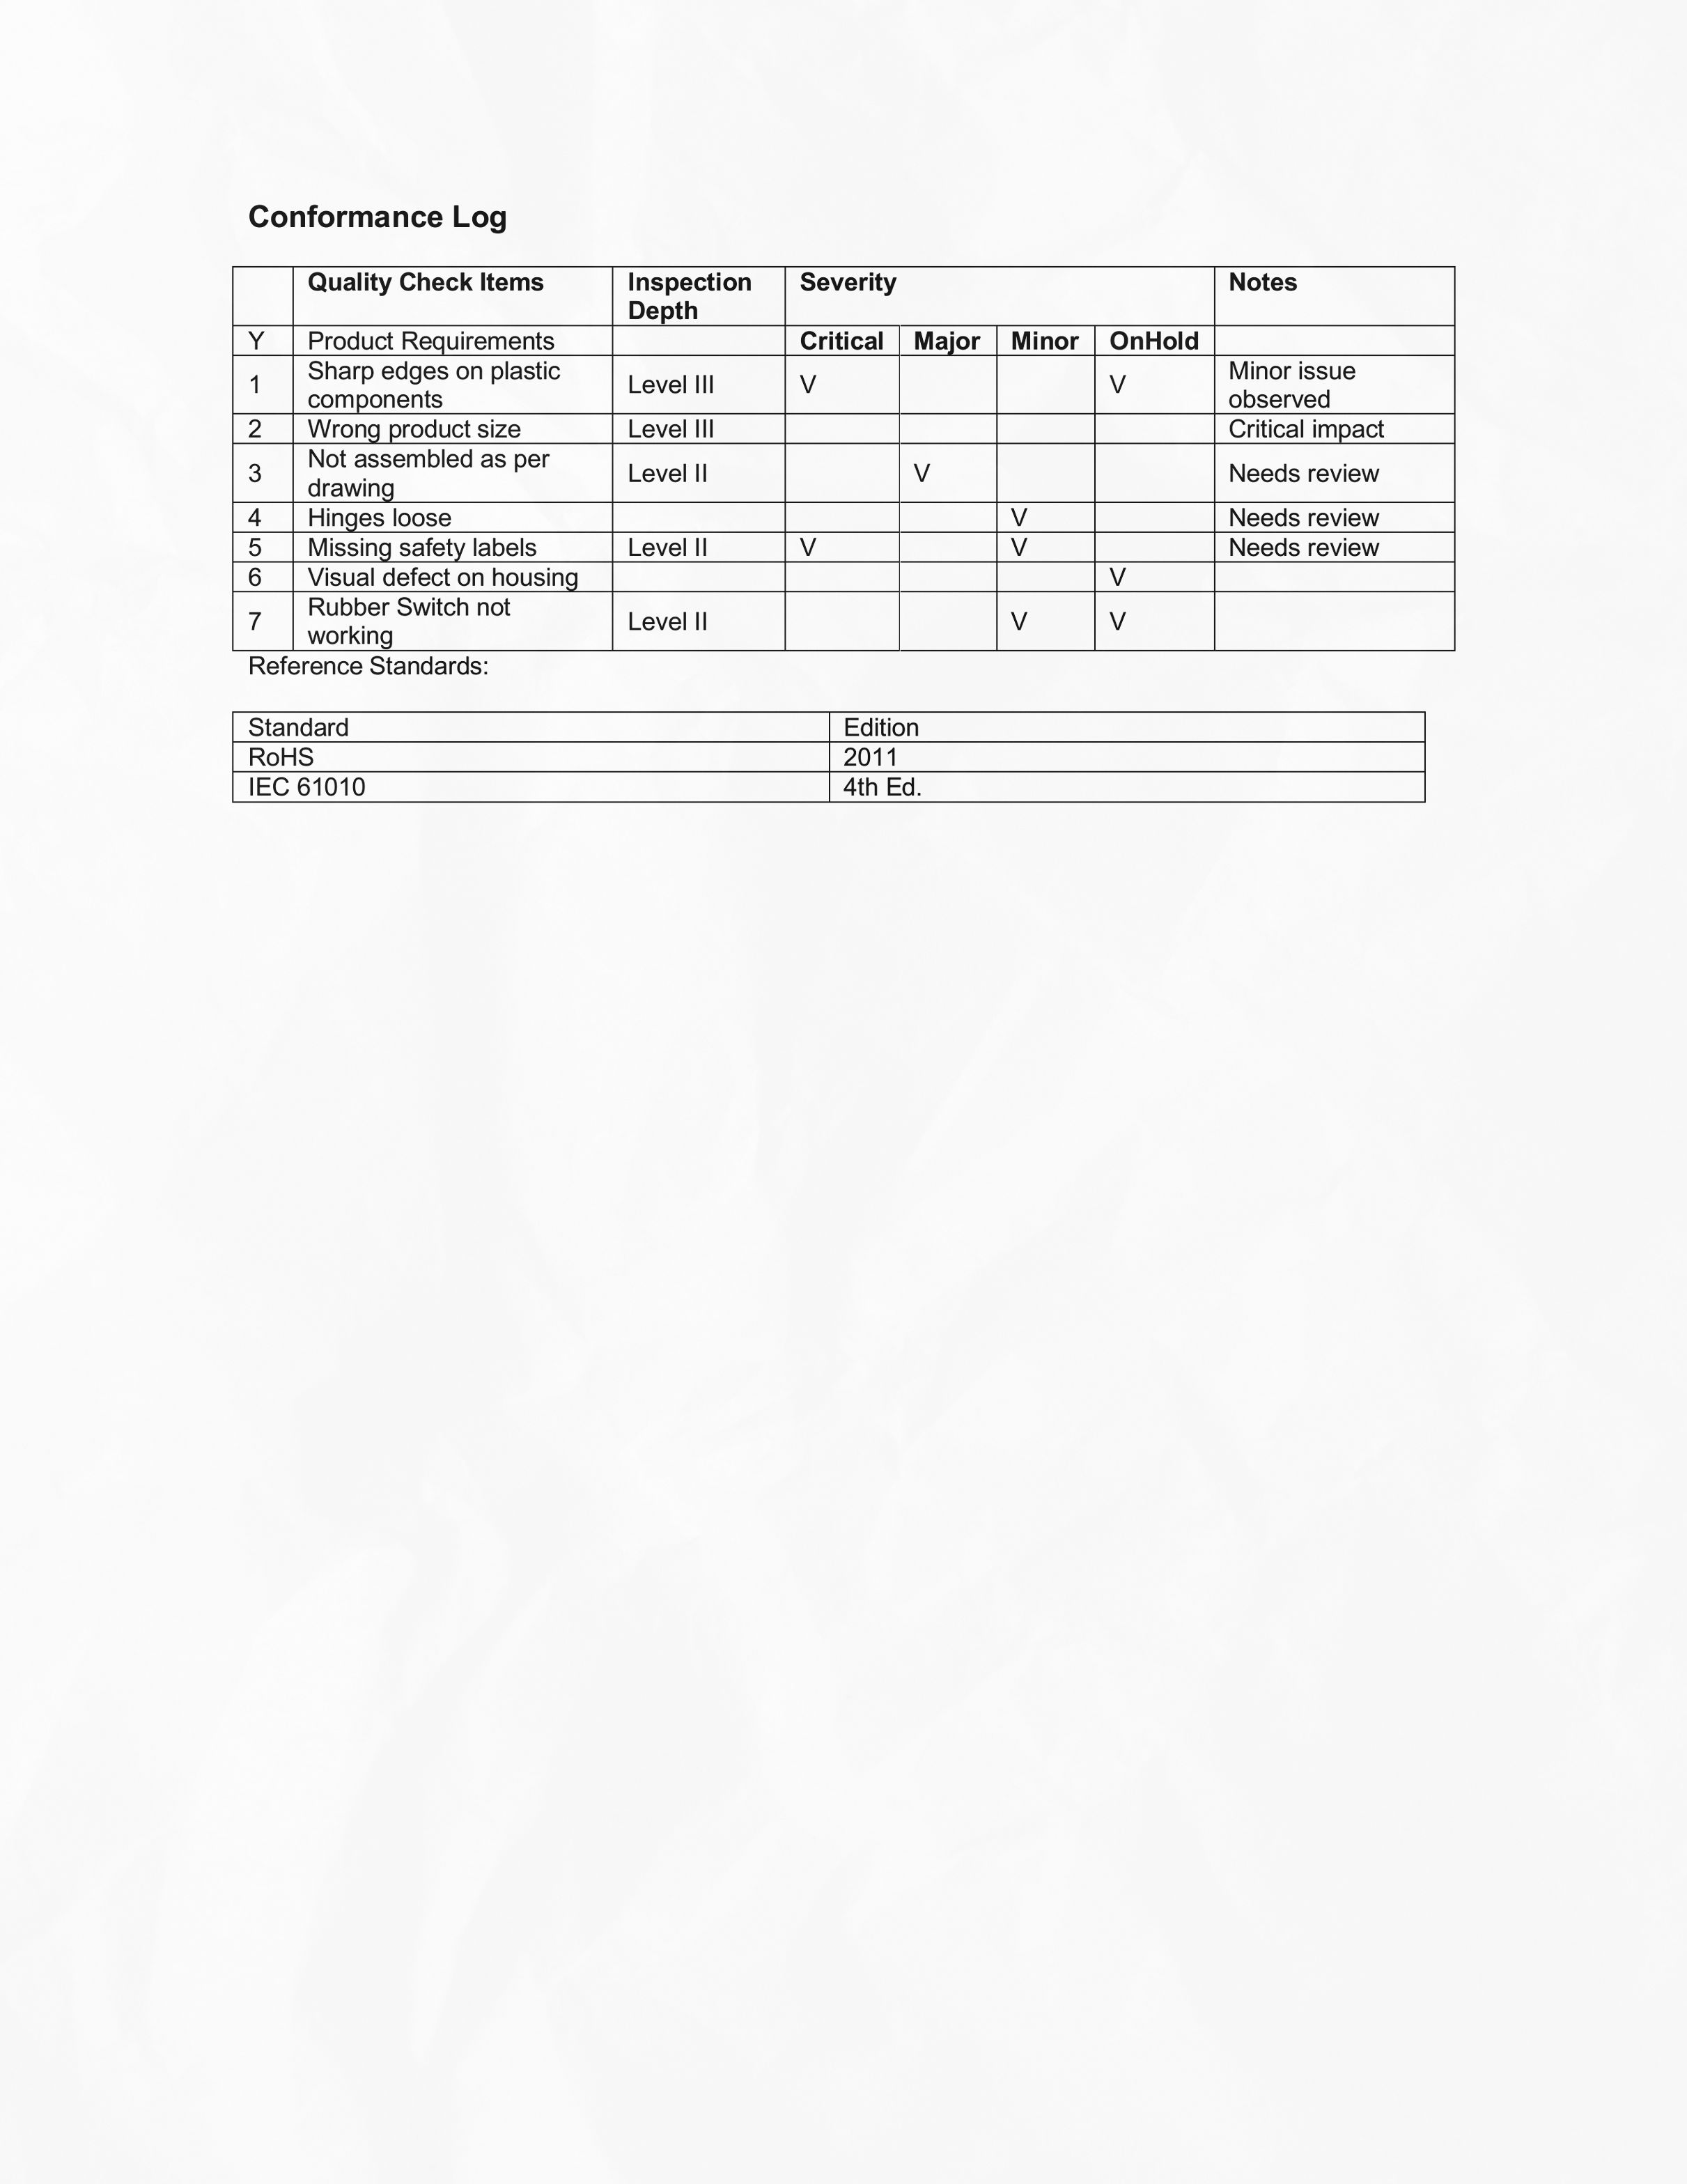 Conformance Log
Quality Check Items Inspection Depth Severity Notes
Y Product Requirements Critical Major Minor OnHold
1 Sharp edges on plastic components Level III V V Minor issue observed
2 Wrong product size Level III Critical impact
3 Not assembled as per drawing Level II V Needs review
4 Hinges loose V Needs review
5 Missing safety labels Level II V V Needs review
6 Visual defect on housing V
7 Rubber Switch not working Level II V V
Reference Standards:
Standard Edition
RoHS 2011
IEC 61010 4th Ed.